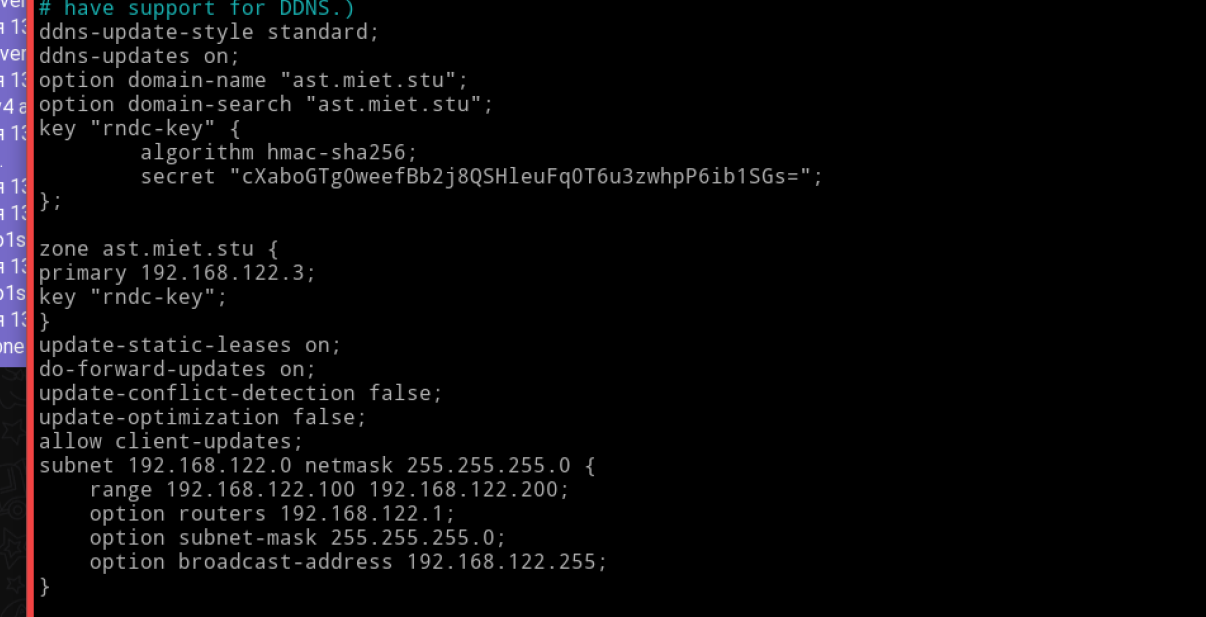 # have support for DDNS.)
ddns-update-style standard;
ddns-updates on;
option domain-name "ast.miet.stu";
option domain-search "ast.miet.stu";
key "rndc-key" {
algorithm hmac-sha256;
secret "cXaboGTgOweefBb2j8QSHleuFqOT6u3zwhpP6ib1SGs=";
};
zone ast.miet.stu {
primary 192.168.122.3;
key "rndc-key";
}
update-static-leases on;
do-forward-updates on;
update-conflict-detection false;
update-optimization false;
allow client-updates;
subnet 192.168.122.0 netmask 255.255.255.0 {
range 192.168.122.100 192.168.122.200;
option routers 192.168.122.1;
option subnet-mask 255.255.255.0;
option broadcast-address 192.168.122.255;
}